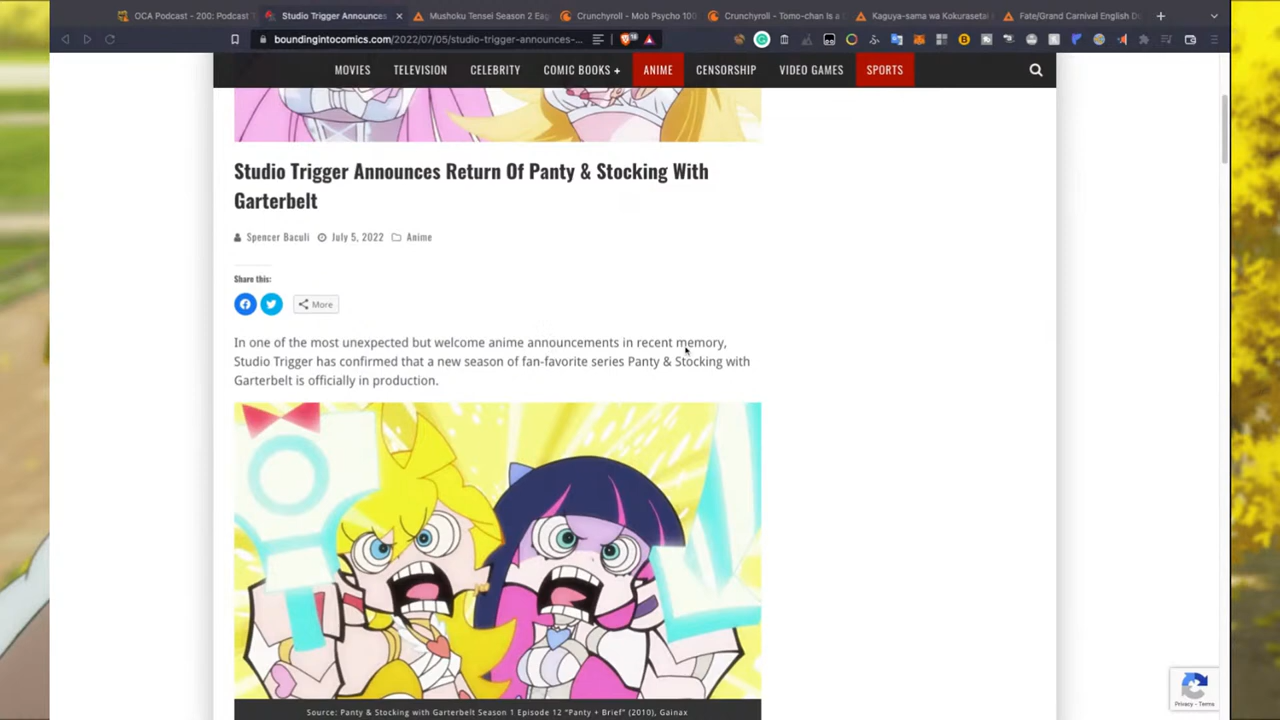 OCA Podcast - 200: Podcast T
Studio Trigger Announces
Mushoku Tensei Season 2 Eag
Crunchyroll - Mob Psycho 100
Crunchyroll - Tomo-chan Is a
Kaguya-sama wa Kokurasetai
Fate/Grand Carnival English Du
boundingintocomics.com/2022/07/05/studio-trigger-announces-...
MOVIES TELEVISION CELEBRITY COMIC BOOKS + ANIME CENSORSHIP VIDEO GAMES SPORTS
Studio Trigger Announces Return Of Panty & Stocking With
Garterbelt
Spencer Baculi July 5, 2022 Anime
Share this:
More
In one of the most unexpected but welcome anime announcements in recent memory,
Studio Trigger has confirmed that a new season of fan-favorite series Panty & Stocking with
Garterbelt is officially in production.
Source: Panty & Stocking with Garterbelt Season 1 Episode 12 "Panty + Brief" (2010), Gainax
Privacy - Terms